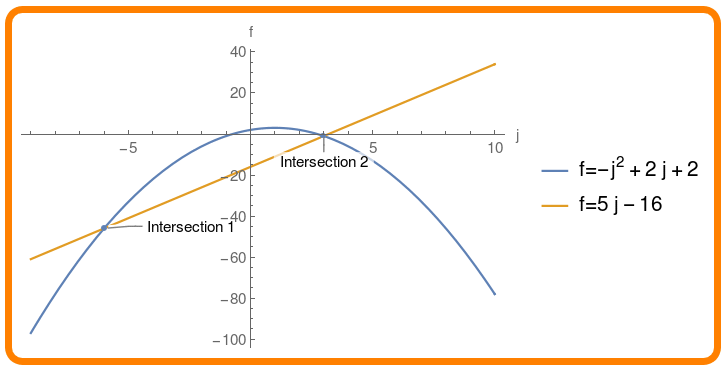 f
40
20
-5
5
10
j
Intersection 2
-20
-40
Intersection 1
-60
-80
-100
f=-j² + 2 j + 2
f=5 j - 16